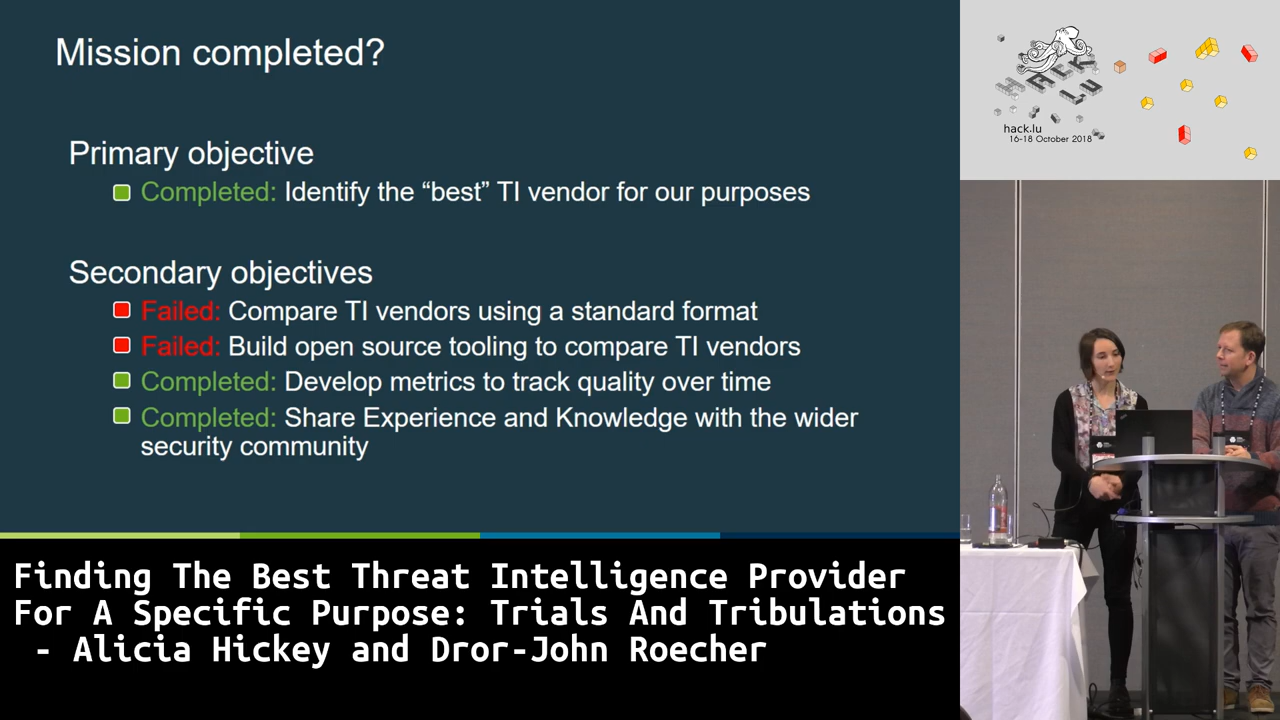 Mission completed?
Primary objective
Completed: Identify the “best” TI vendor for our purposes
Secondary objectives
Failed: Compare TI vendors using a standard format
Failed: Build open source tooling to compare TI vendors
Completed: Develop metrics to track quality over time
Completed: Share Experience and Knowledge with the wider
security community
Finding The Best Threat Intelligence Provider
For A Specific Purpose: Trials And Tribulations
- Alicia Hickey and Dror-John Roecher
HACK
LU
hack.lu
16-18 October 2018